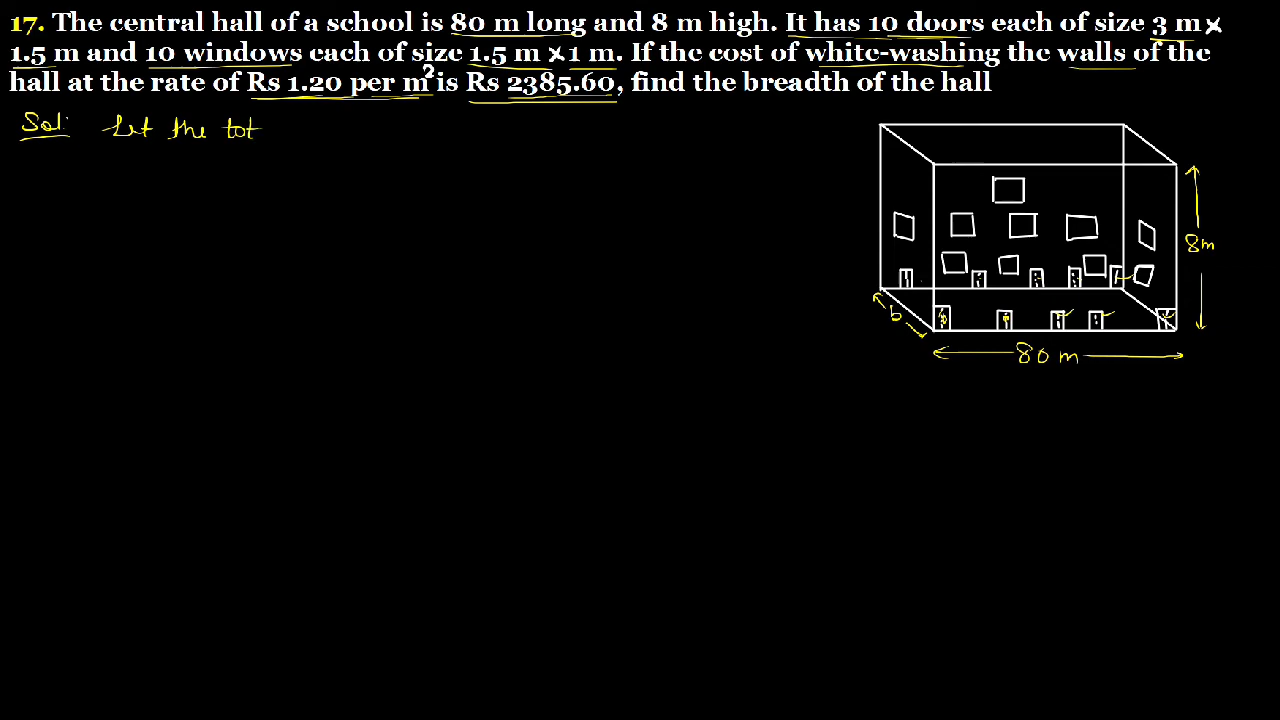 17. The central hall of a school is 80 m long and 8 m high. It has 10 doors each of size 3 m×
1.5 m and 10 windows each of size 1.5 m ×1 m. If the cost of white-washing the walls of the
hall at the rate of Rs 1.20 per m² is Rs 2385.60, find the breadth of the hall
Sol: Let the tot
8m
b
80 m